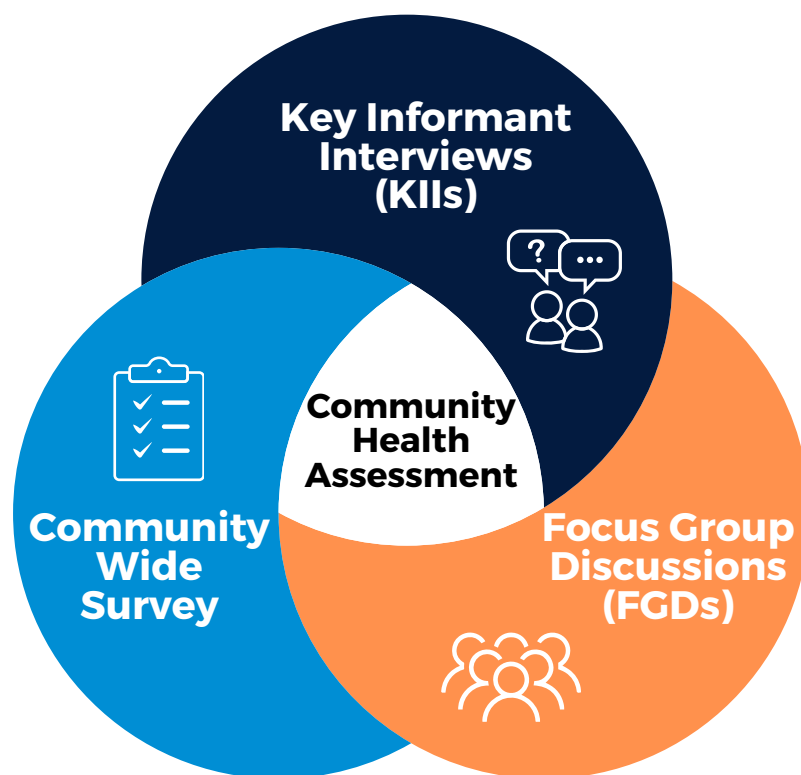 Key Informant
Interviews
(KIIs)
?
Community
Health
Assessment
Community
Wide
Survey
Focus Group
Discussions
(FGDs)